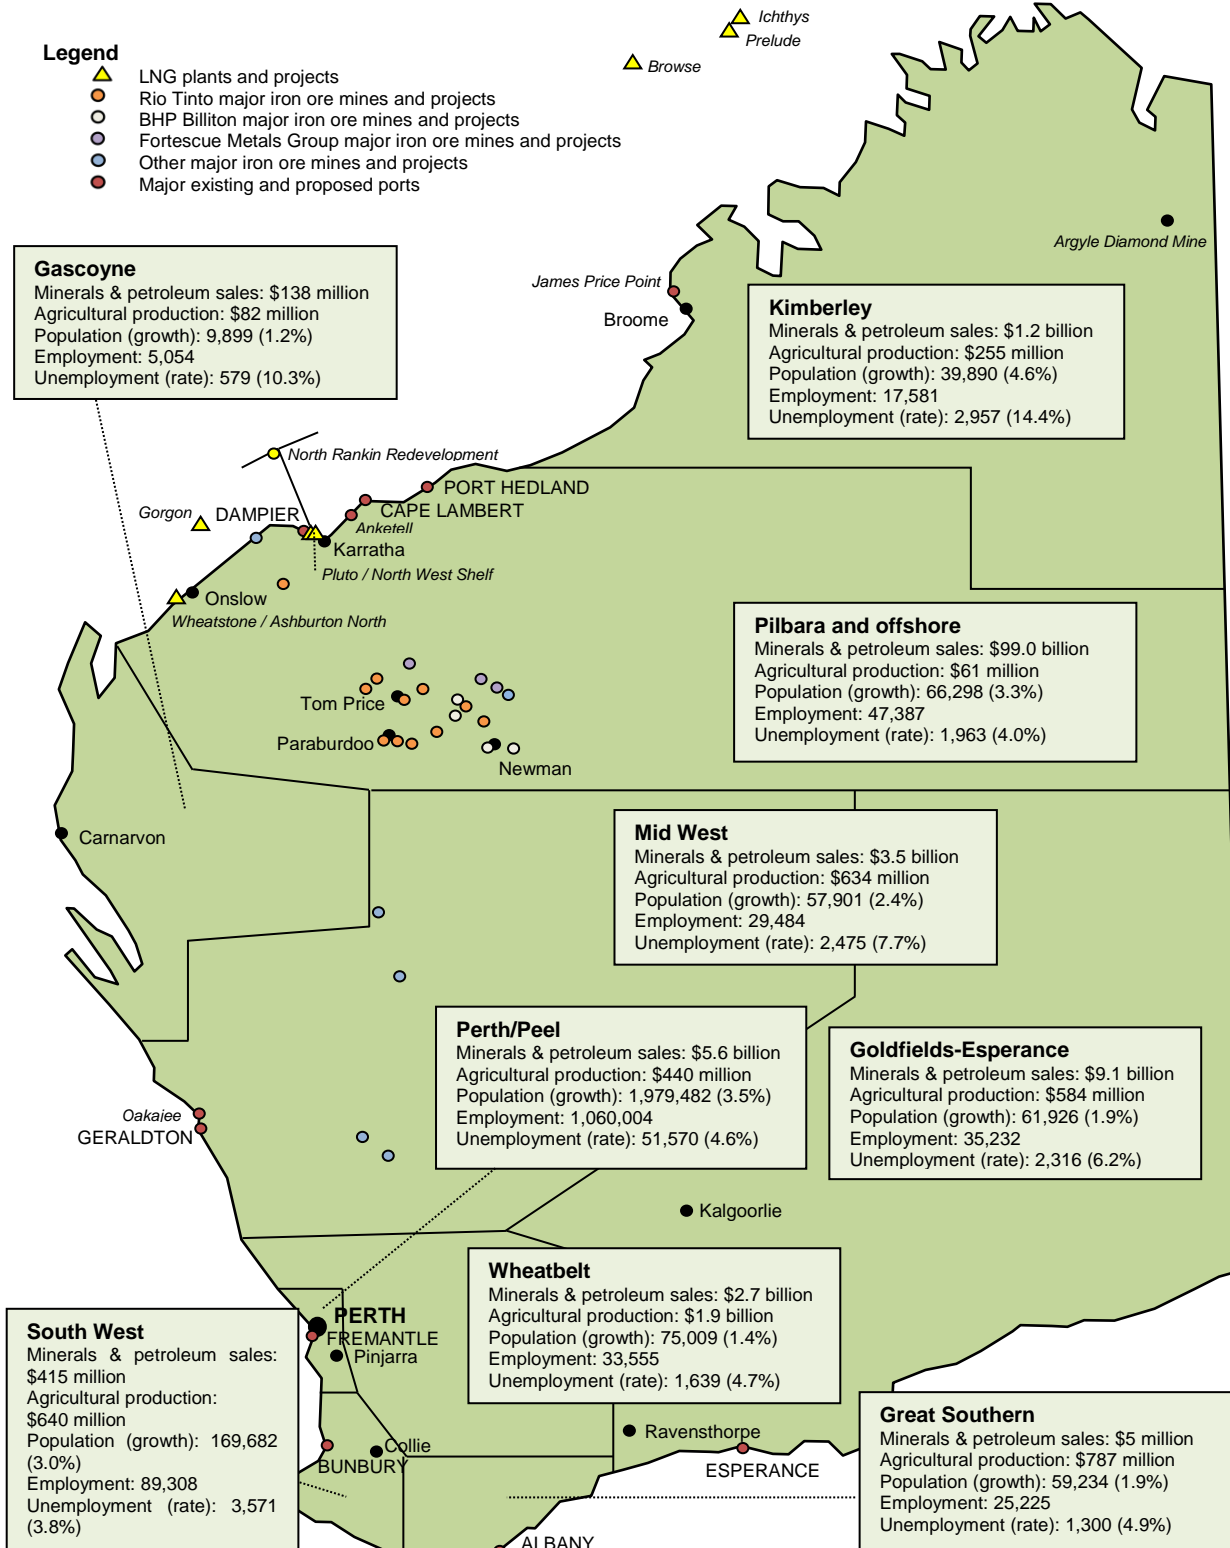 Ichthys
Prelude
Browse
Legend
LNG plants and projects
Rio Tinto major iron ore mines and projects
BHP Billiton major iron ore mines and projects
Fortescue Metals Group major iron ore mines and projects
Other major iron ore mines and projects
Major existing and proposed ports
Argyle Diamond Mine
Gascoyne
Minerals & petroleum sales: $138 million
Agricultural production: $82 million
Population (growth): 9,899 (1.2%)
Employment: 5,054
Unemployment (rate): 579 (10.3%)
James Price Point
Broome
Kimberley
Minerals & petroleum sales: $1.2 billion
Agricultural production: $255 million
Population (growth): 39,890 (4.6%)
Employment: 17,581
Unemployment (rate): 2,957 (14.4%)
North Rankin Redevelopment
PORT HEDLAND
CAPE LAMBERT
Gorgon
DAMPIER
Anketell
Karratha
Pluto / North West Shelf
Onslow
Wheatstone / Ashburton North
Pilbara and offshore
Minerals & petroleum sales: $99.0 billion
Agricultural production: $61 million
Population (growth): 66,298 (3.3%)
Employment: 47,387
Unemployment (rate): 1,963 (4.0%)
Tom Price
Paraburdoo
Newman
Carnarvon
Mid West
Minerals & petroleum sales: $3.5 billion
Agricultural production: $634 million
Population (growth): 57,901 (2.4%)
Employment: 29,484
Unemployment (rate): 2,475 (7.7%)
Perth/Peel
Minerals & petroleum sales: $5.6 billion
Agricultural production: $440 million
Population (growth): 1,979,482 (3.5%)
Employment: 1,060,004
Unemployment (rate): 51,570 (4.6%)
Goldfields-Esperance
Minerals & petroleum sales: $9.1 billion
Agricultural production: $584 million
Population (growth): 61,926 (1.9%)
Employment: 35,232
Unemployment (rate): 2,316 (6.2%)
Oakajee
GERALDTON
Kalgoorlie
Wheatbelt
Minerals & petroleum sales: $2.7 billion
Agricultural production: $1.9 billion
Population (growth): 75,009 (1.4%)
Employment: 33,555
Unemployment (rate): 1,639 (4.7%)
PERTH
FREMANTLE
Pinjarra
South West
Minerals & petroleum sales:
$415 million
Agricultural production:
$640 million
Population (growth): 169,682
(3.0%)
Employment: 89,308
Unemployment (rate): 3,571
(3.8%)
Collie
BUNBURY
Ravensthorpe
ESPERANCE
Great Southern
Minerals & petroleum sales: $5 million
Agricultural production: $787 million
Population (growth): 59,234 (1.9%)
Employment: 25,225
Unemployment (rate): 1,300 (4.9%)
ALBANY